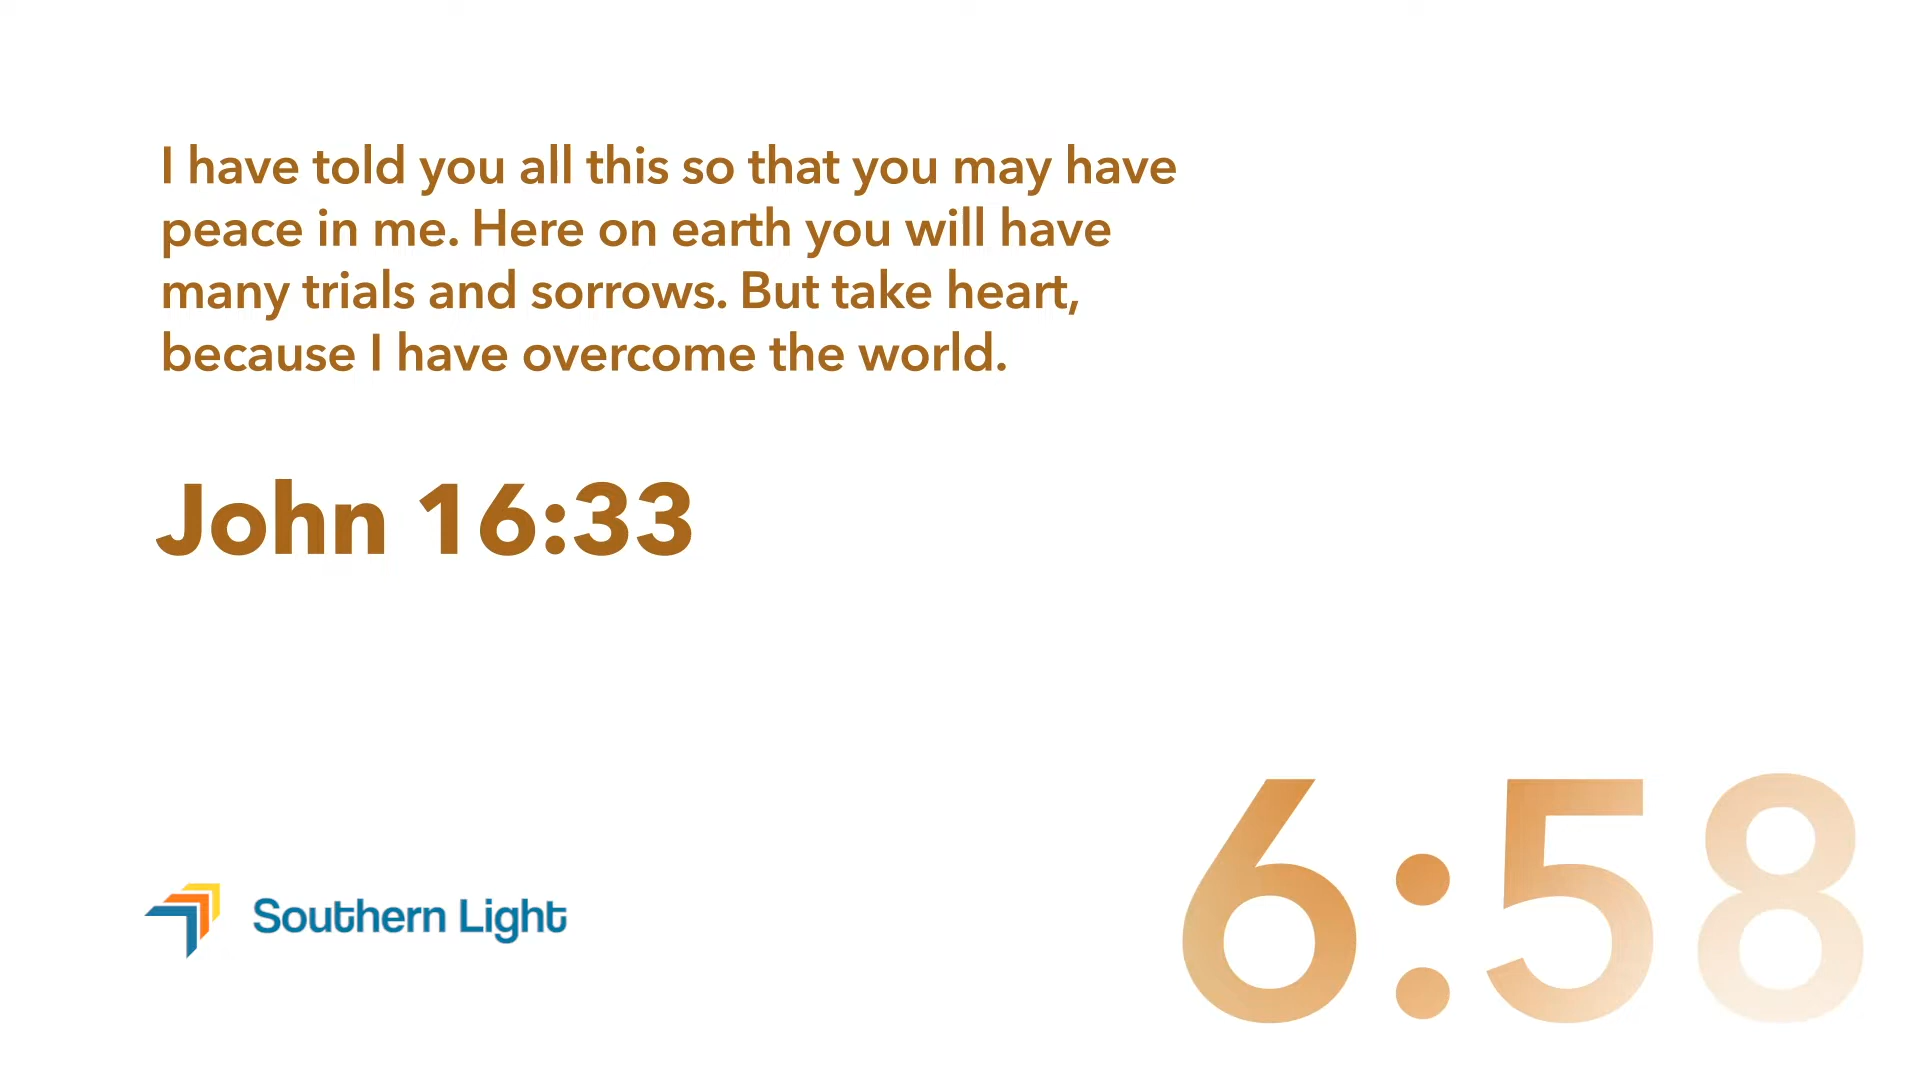 I have told you all this so that you may have
peace in me. Here on earth you will have
many trials and sorrows. But take heart,
because I have overcome the world.
John 16:33
Southern Light
6:58